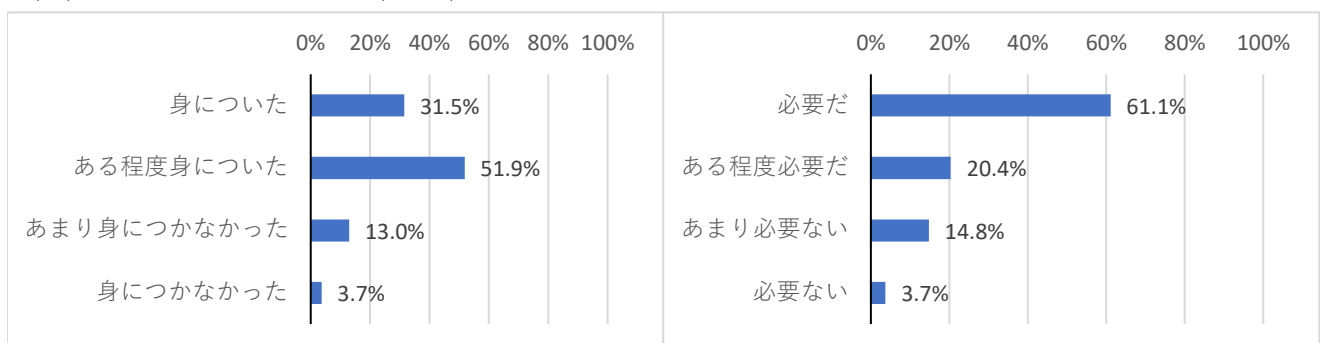 0% 20% 40% 60% 80% 100%
身についた 31.5%
ある程度身についた 51.9%
あまり身につかなかった 13.0%
身につかなかった 3.7%
0% 20% 40% 60% 80% 100%
必要だ 61.1%
ある程度必要だ 20.4%
あまり必要ない 14.8%
必要ない 3.7%